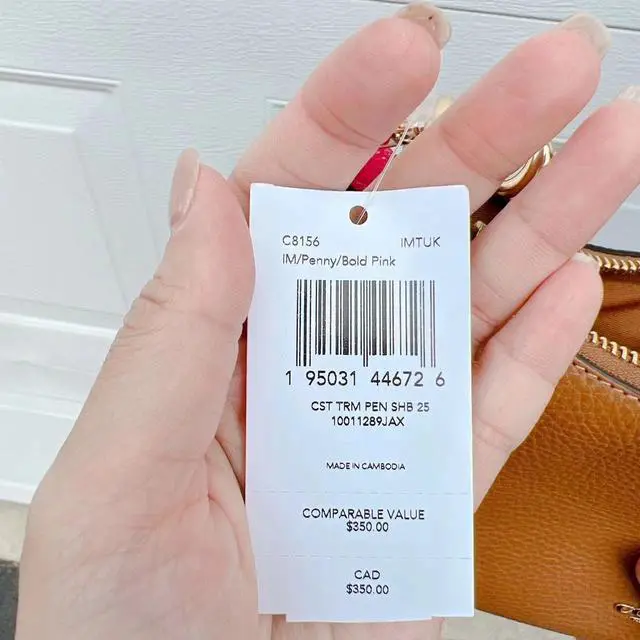 C8156 IMTUK
IM/Penny/Bold Pink
1 95031 44672 6
CST TRM PEN SHB 25
10011289JAX
MADE IN CAMBODIA
COMPARABLE VALUE
$350.00
CAD
$350.00